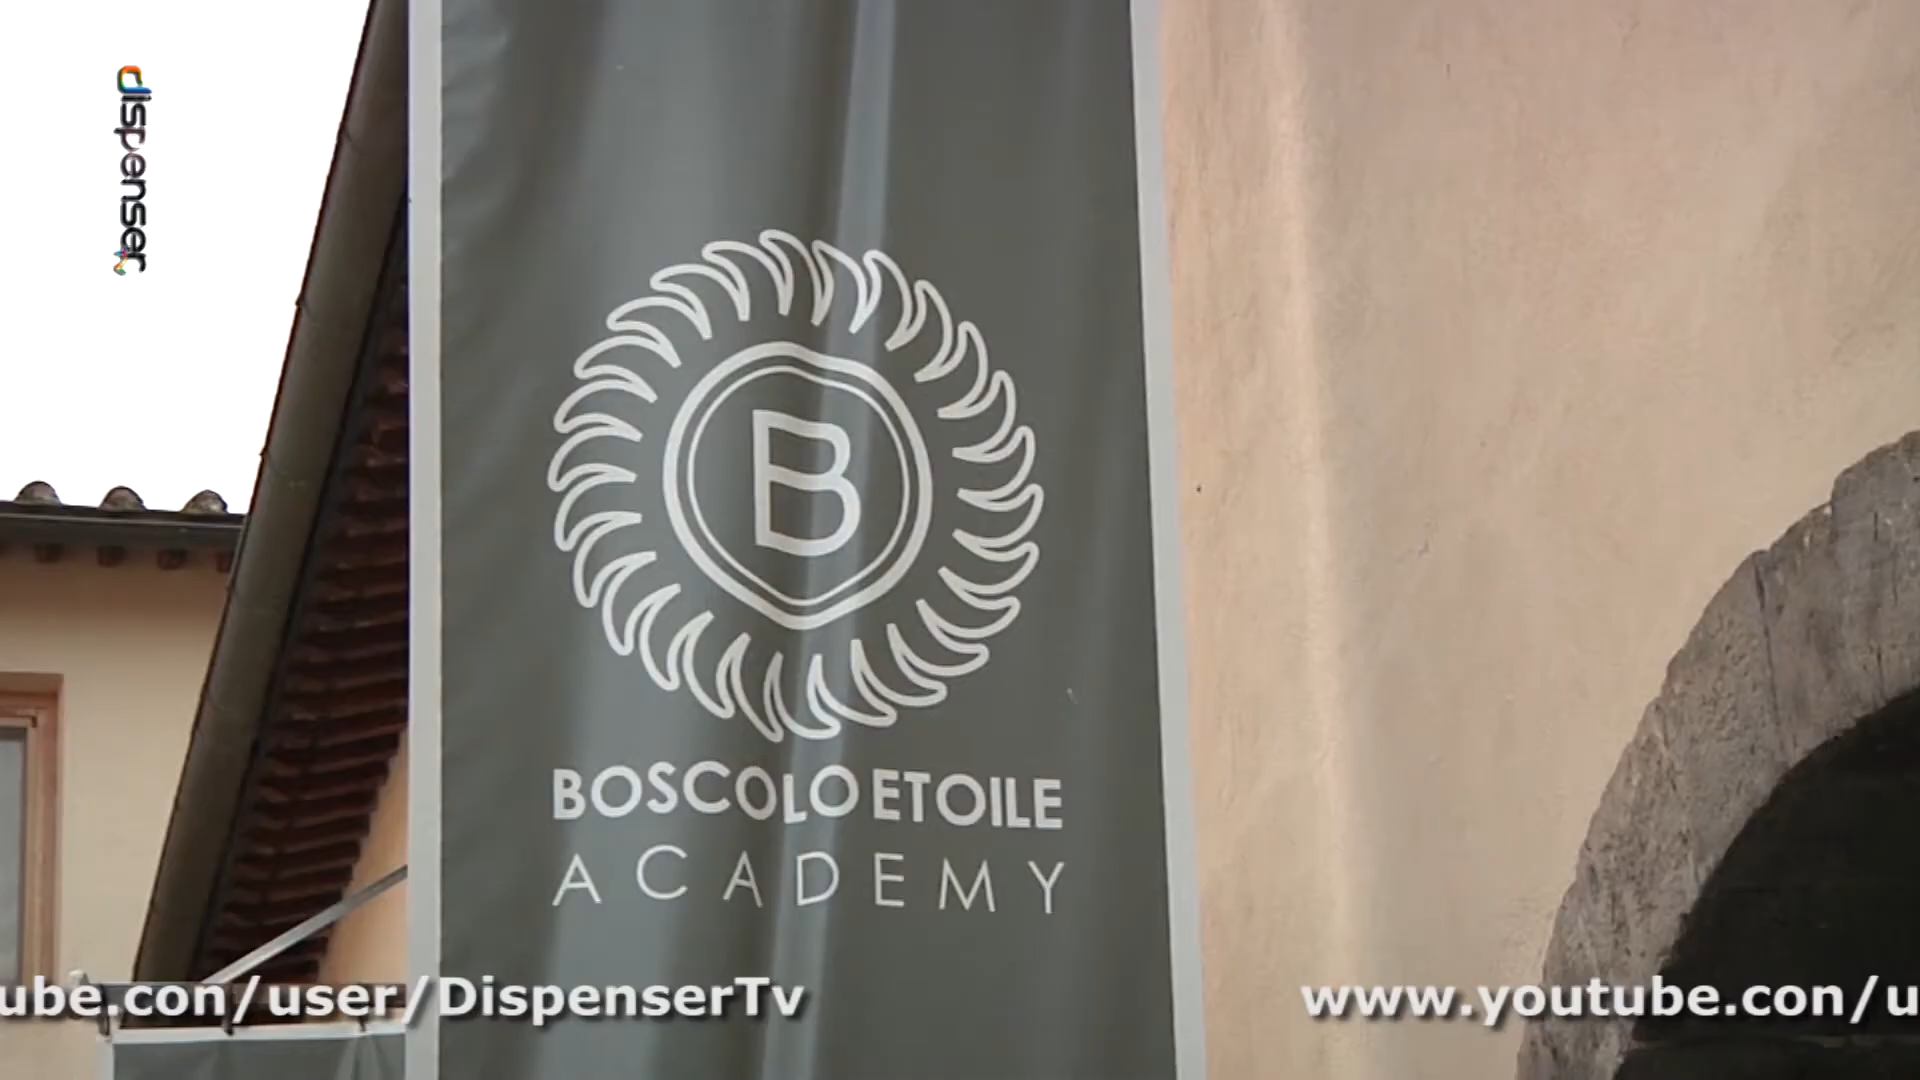 dispenser
B
BOSCOLO ETOILE
ACADEMY
ube.con/user/DispenserTv
www.youtube.con/u